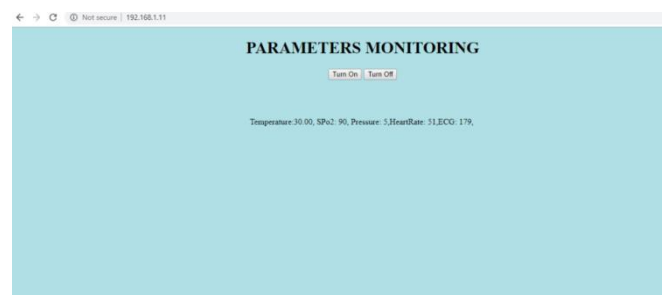 Not secure | 192.168.1.11
PARAMETERS MONITORING
Turn On Turn Off
Temperature:30.00, SPo2: 90, Pressure: 5,HeartRate: 51,ECG: 179,